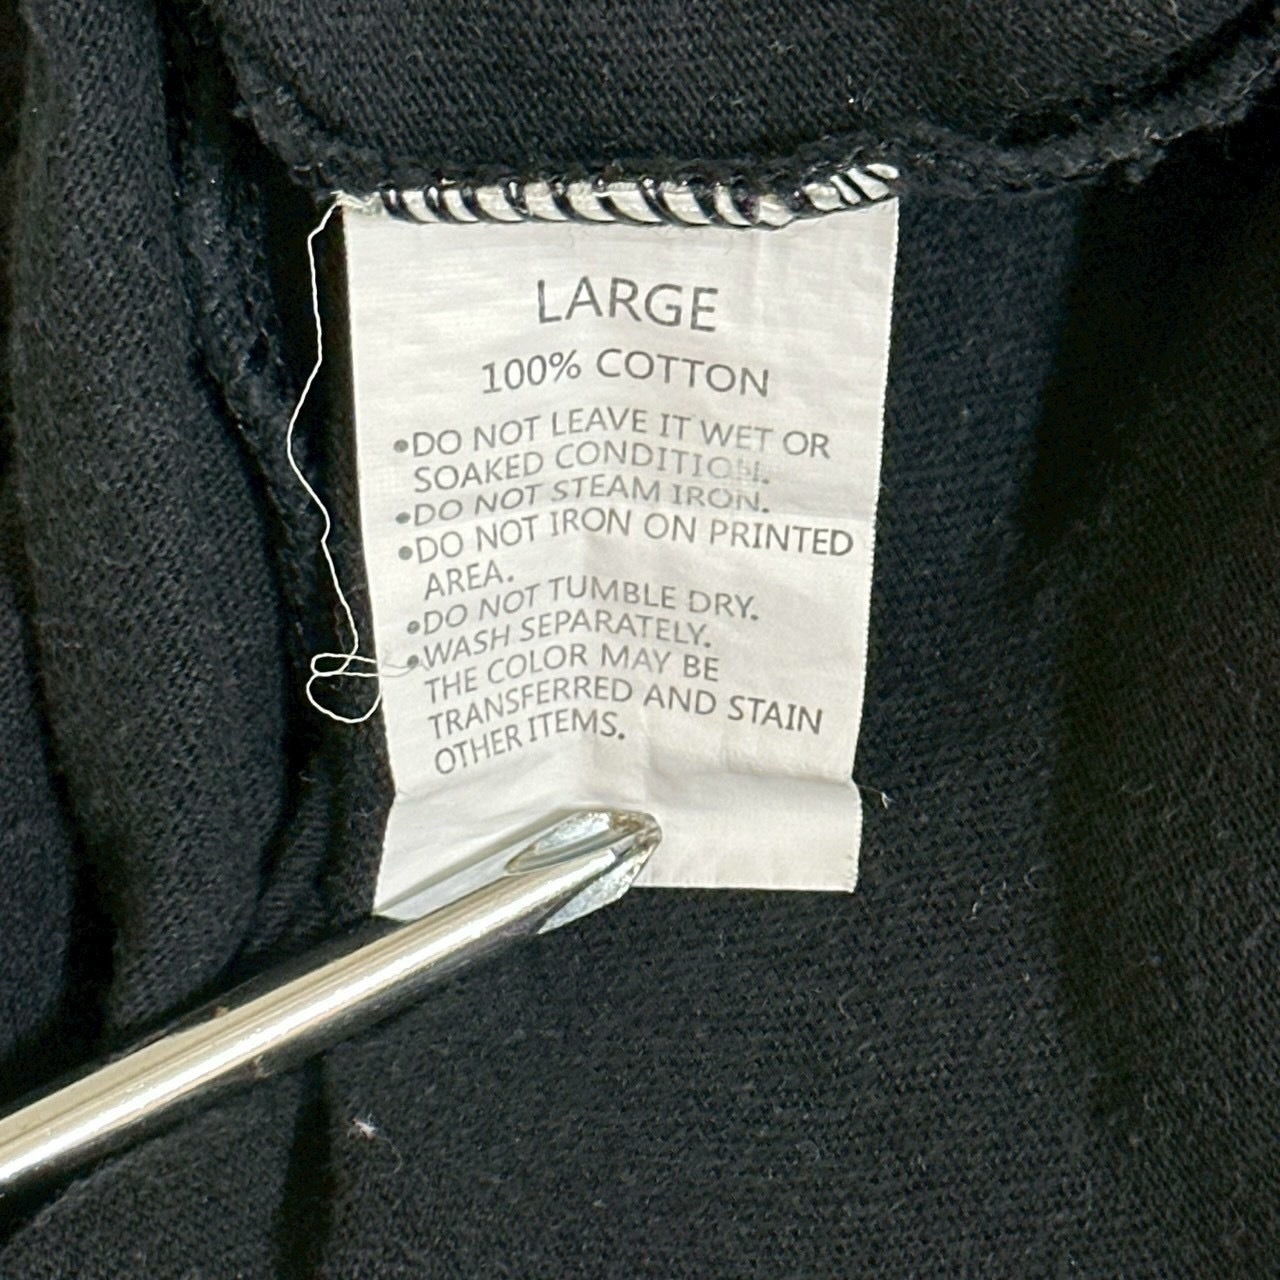 LARGE
100% COTTON
•DO NOT LEAVE IT WET OR
SOAKED CONDITION.
•DO NOT STEAM IRON.
•DO NOT IRON ON PRINTED
AREA.
•DO NOT TUMBLE DRY.
•WASH SEPARATELY.
THE COLOR MAY BE
TRANSFERRED AND STAIN
OTHER ITEMS.